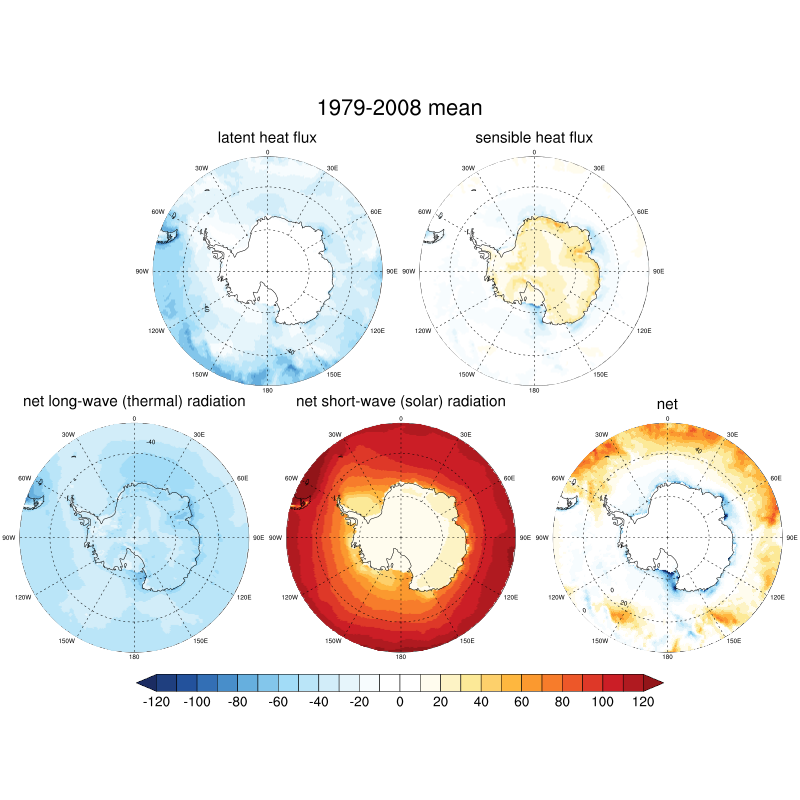 1979-2008 mean
latent heat flux sensible heat flux
0 0
30W 30E 30W 30E
60W 60E 60W 60E
90W 90E 90W 90E
120W 120E 120W 120E
150W 150E 150W 150E
180 180
net long-wave (thermal) radiation net short-wave (solar) radiation net
0 0 0
30W 30E 30W 30E 30W 30E
-40 40
60W 60E 60W 60E 60W 60E
90W 90E 90W 90E 90W 90E
120W 120E 120W 120E 120W 120E
0 20
0
150W 150E 150W 150E 150W 150E
180 180 180
-120 -100 -80 -60 -40 -20 0 20 40 60 80 100 120